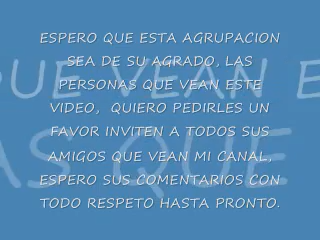 ESPERO QUE ESTA AGRUPACION
SEA DE SU AGRADO, LAS
PERSONAS QUE VEAN ESTE
VIDEO, QUIERO PEDIRLES UN
FAVOR INVITEN A TODOS SUS
AMIGOS QUE VEAN MI CANAL,
ESPERO SUS COMENTARIOS CON
TODO RESPETO HASTA PRONTO.